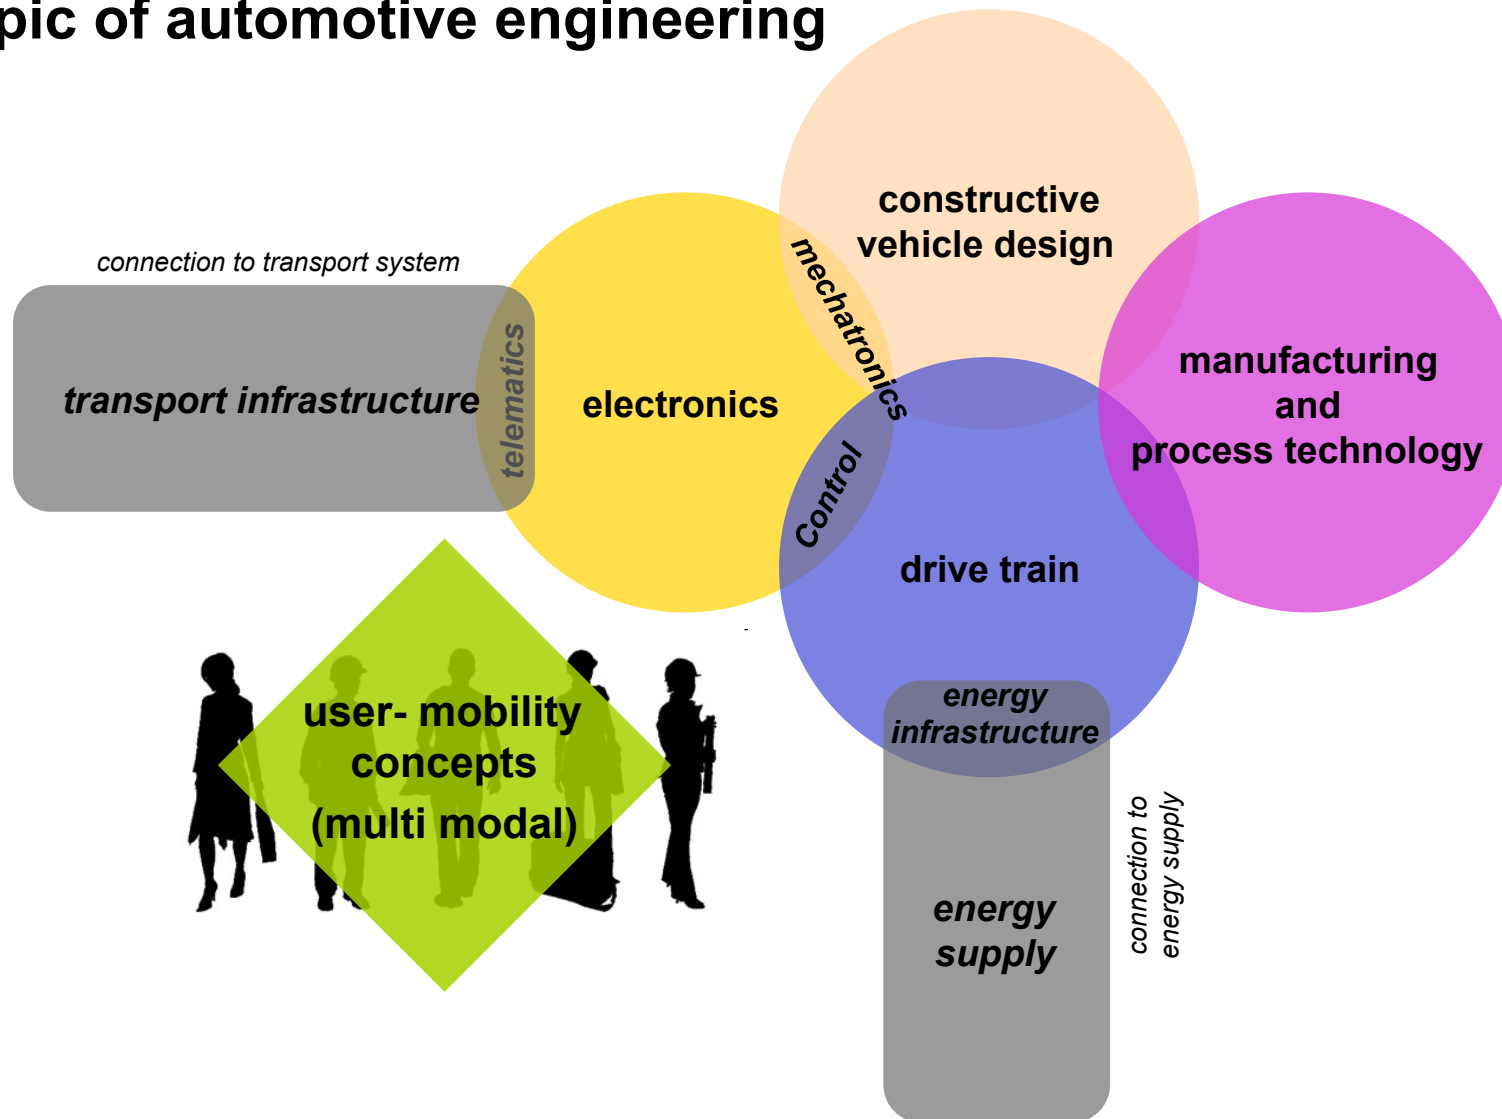 pic of automotive engineering
constructive
vehicle design
mechatronics
connection to transport system
transport infrastructure
telematics
electronics
manufacturing
and
process technology
Control
drive train
-
energy
infrastructure
user- mobility
concepts
(multi modal)
connection to
energy supply
energy
supply